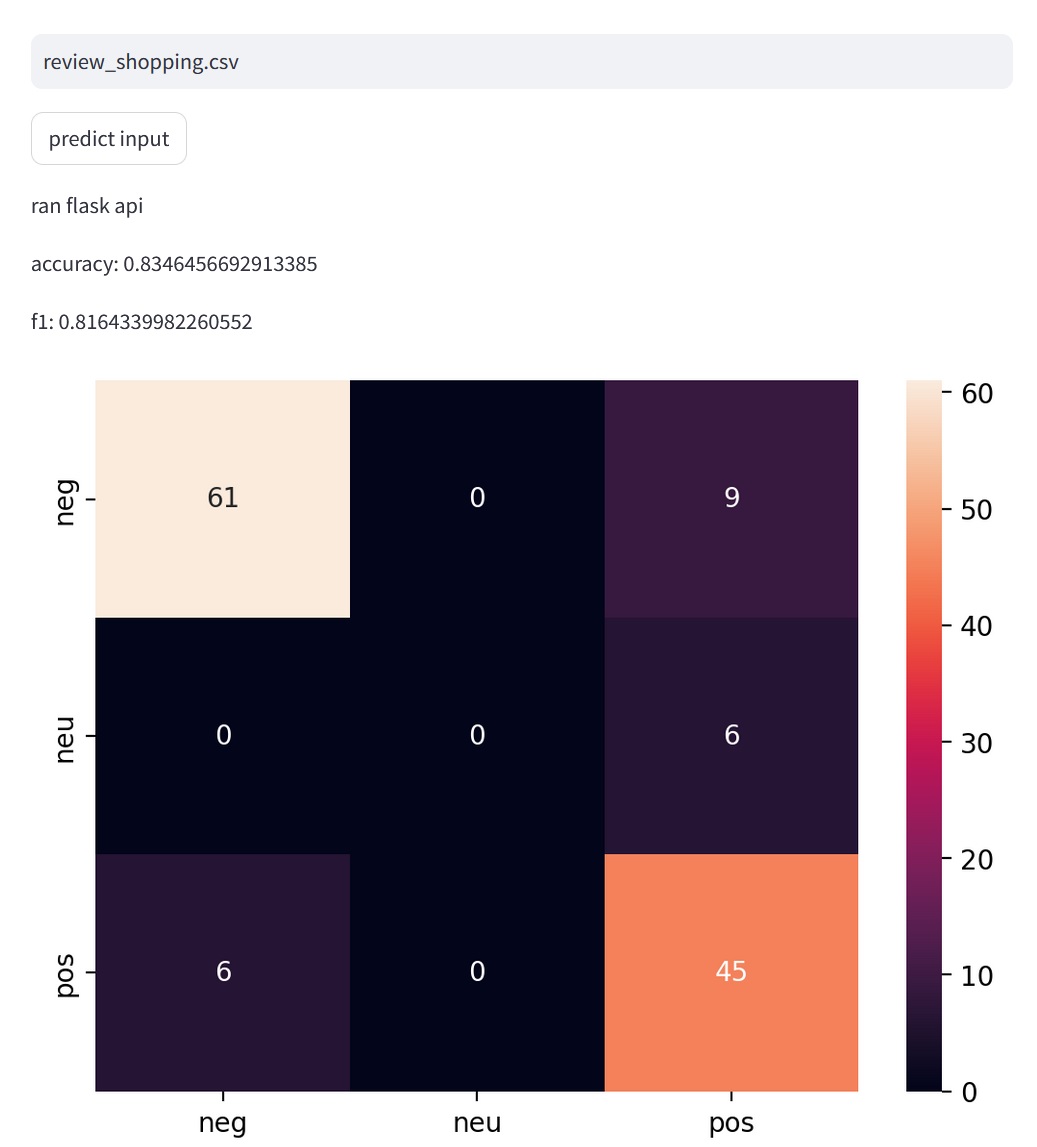 review_shopping.csv
predict input
ran flask api
accuracy: 0.8346456692913385
f1: 0.8164339982260552
60
neg 61 0 9
50
40
neu 0 0 6
30
20
pos 6 0 45
10
0
neg neu pos